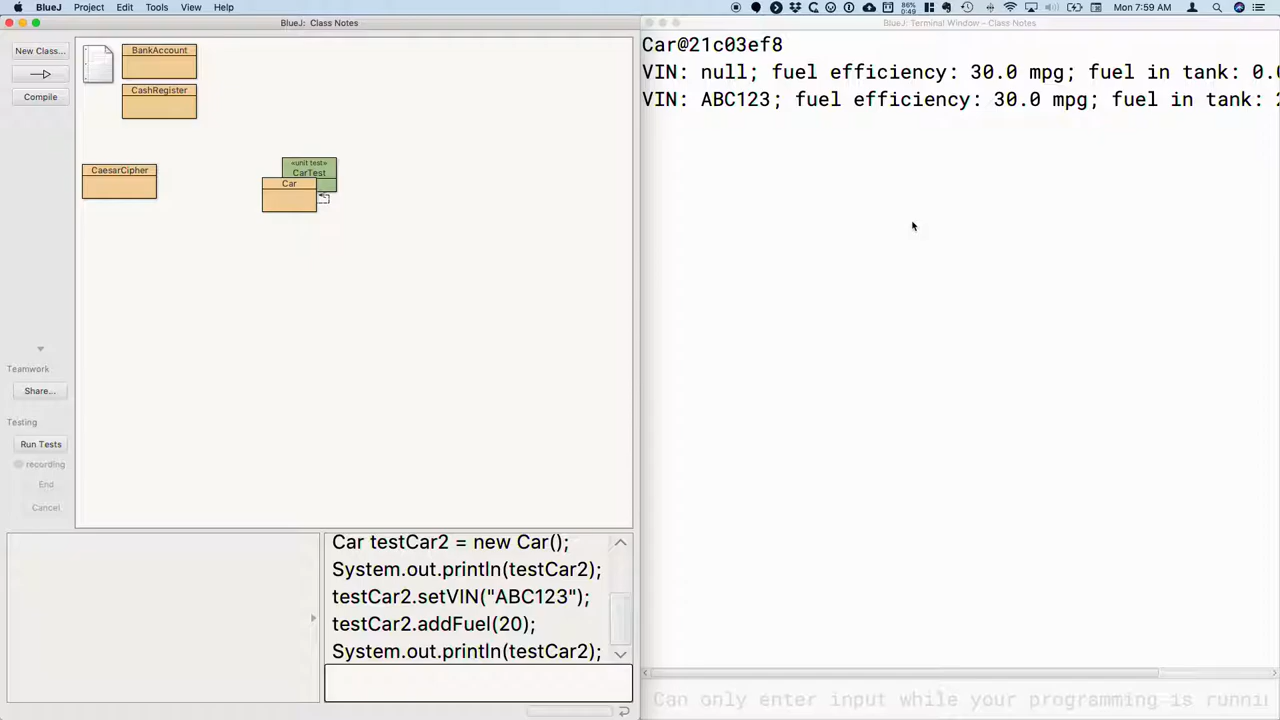 BlueJ Project Edit Tools View Help 86% 0:49 Mon 7:59 AM
BlueJ: Class Notes
BlueJ: Terminal Window – Class Notes
New Class...
Compile
BankAccount
CashRegister
CaesarCipher
«unit test»
CarTest
Car
Teamwork
Share...
Testing
Run Tests
recording
End
Cancel
Car testCar2 = new Car();
System.out.println(testCar2);
testCar2.setVIN("ABC123");
testCar2.addFuel(20);
System.out.println(testCar2);
Car@21c03ef8
VIN: null; fuel efficiency: 30.0 mpg; fuel in tank: 0.
VIN: ABC123; fuel efficiency: 30.0 mpg; fuel in tank:
Can only enter input while your programming is runni